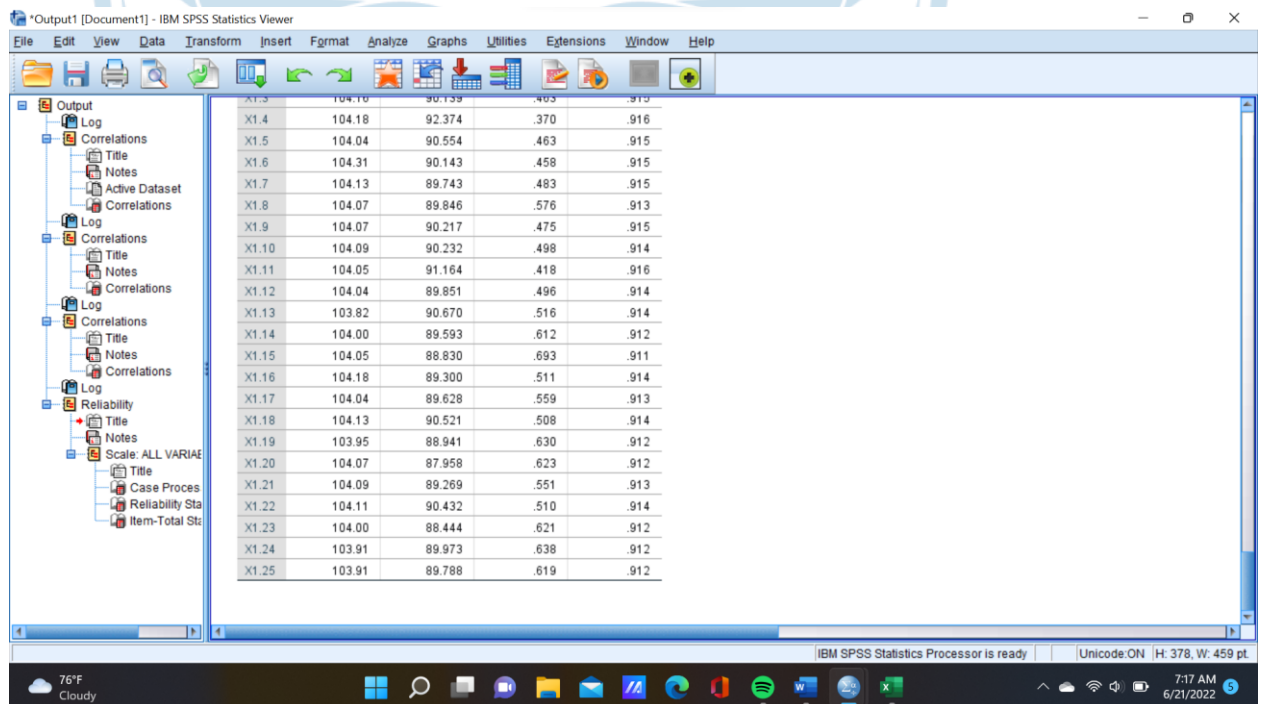 *Output1 [Document1] - IBM SPSS Statistics Viewer
File Edit View Data Transform Insert Format Analyze Graphs Utilities Extensions Window Help
Output
Log
Correlations
Title
Notes
Active Dataset
Correlations
Log
Correlations
Title
Notes
Correlations
Log
Correlations
Title
Notes
Correlations
Log
Reliability
Title
Notes
Scale: ALL VARIAE
Title
Case Proces
Reliability Sta
Item-Total Sta
X1.3 104.16 90.139 .463 .915
X1.4 104.18 92.374 .370 .916
X1.5 104.04 90.554 .463 .915
X1.6 104.31 90.143 .458 .915
X1.7 104.13 89.743 .483 .915
X1.8 104.07 89.846 .576 .913
X1.9 104.07 90.217 .475 .915
X1.10 104.09 90.232 .498 .914
X1.11 104.05 91.164 .418 .916
X1.12 104.04 89.851 .496 .914
X1.13 103.82 90.670 .516 .914
X1.14 104.00 89.593 .612 .912
X1.15 104.05 88.830 .693 .911
X1.16 104.18 89.300 .511 .914
X1.17 104.04 89.628 .559 .913
X1.18 104.13 90.521 .508 .914
X1.19 103.95 88.941 .630 .912
X1.20 104.07 87.958 .623 .912
X1.21 104.09 89.269 .551 .913
X1.22 104.11 90.432 .510 .914
X1.23 104.00 88.444 .621 .912
X1.24 103.91 89.973 .638 .912
X1.25 103.91 89.788 .619 .912
IBM SPSS Statistics Processor is ready Unicode:ON H: 378, W: 459 pt.
76°F
Cloudy
7:17 AM
6/21/2022
5